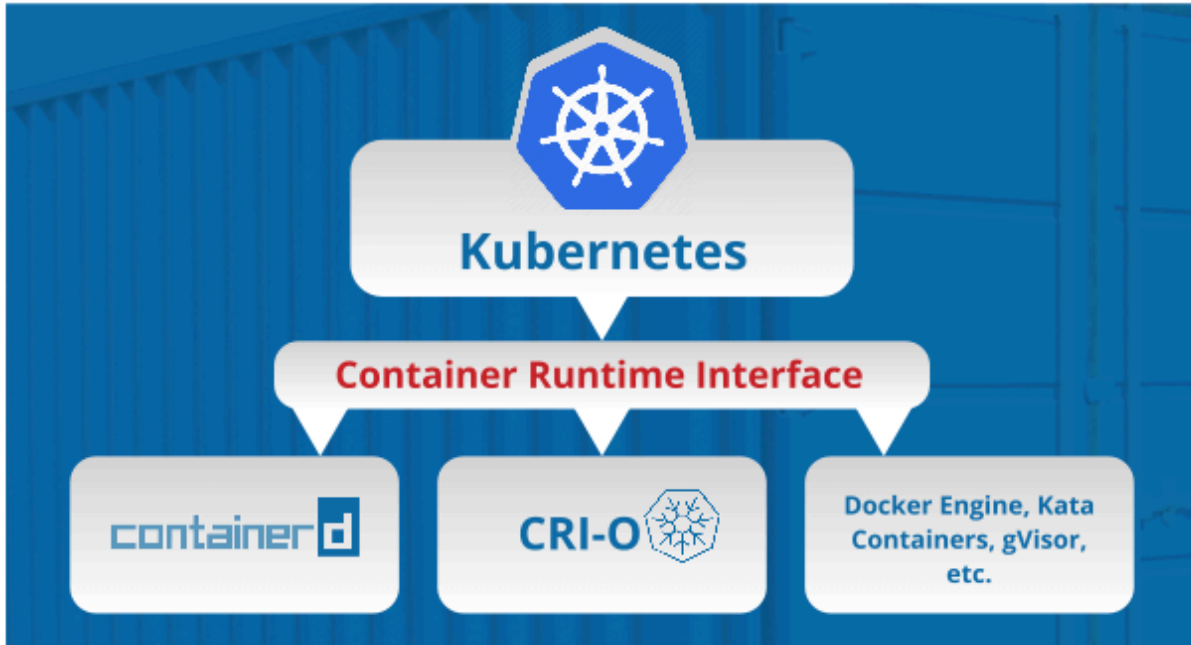 Kubernetes
Container Runtime Interface
containerd
CRI-O
Docker Engine, Kata
Containers, gVisor,
etc.